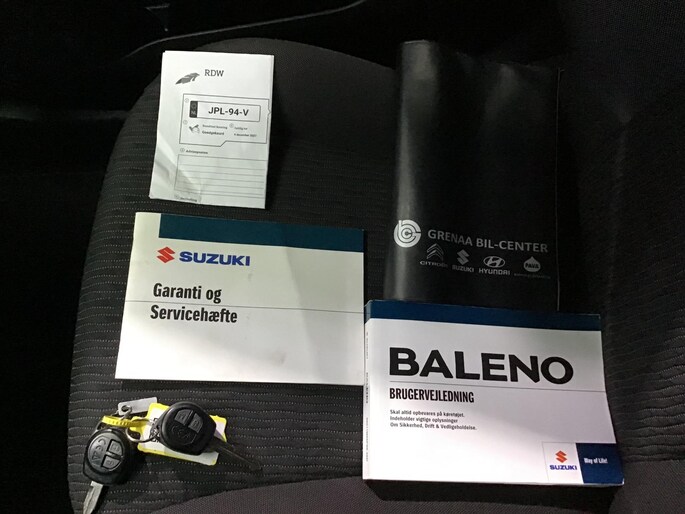 RDW
JPL-94-V
GRENAA BIL-CENTER
CITROËN
SUZUKI
HYUNDAI
SUZUKI
Garanti og
Servicehæfte
BALENO
BRUGERVEJLEDNING
Skal altid opbevares på køretøjet.
Indeholder vigtige oplysninger
Om Sikkerhed, Drift & Vedligeholdelse.
SUZUKI
Way of Life!